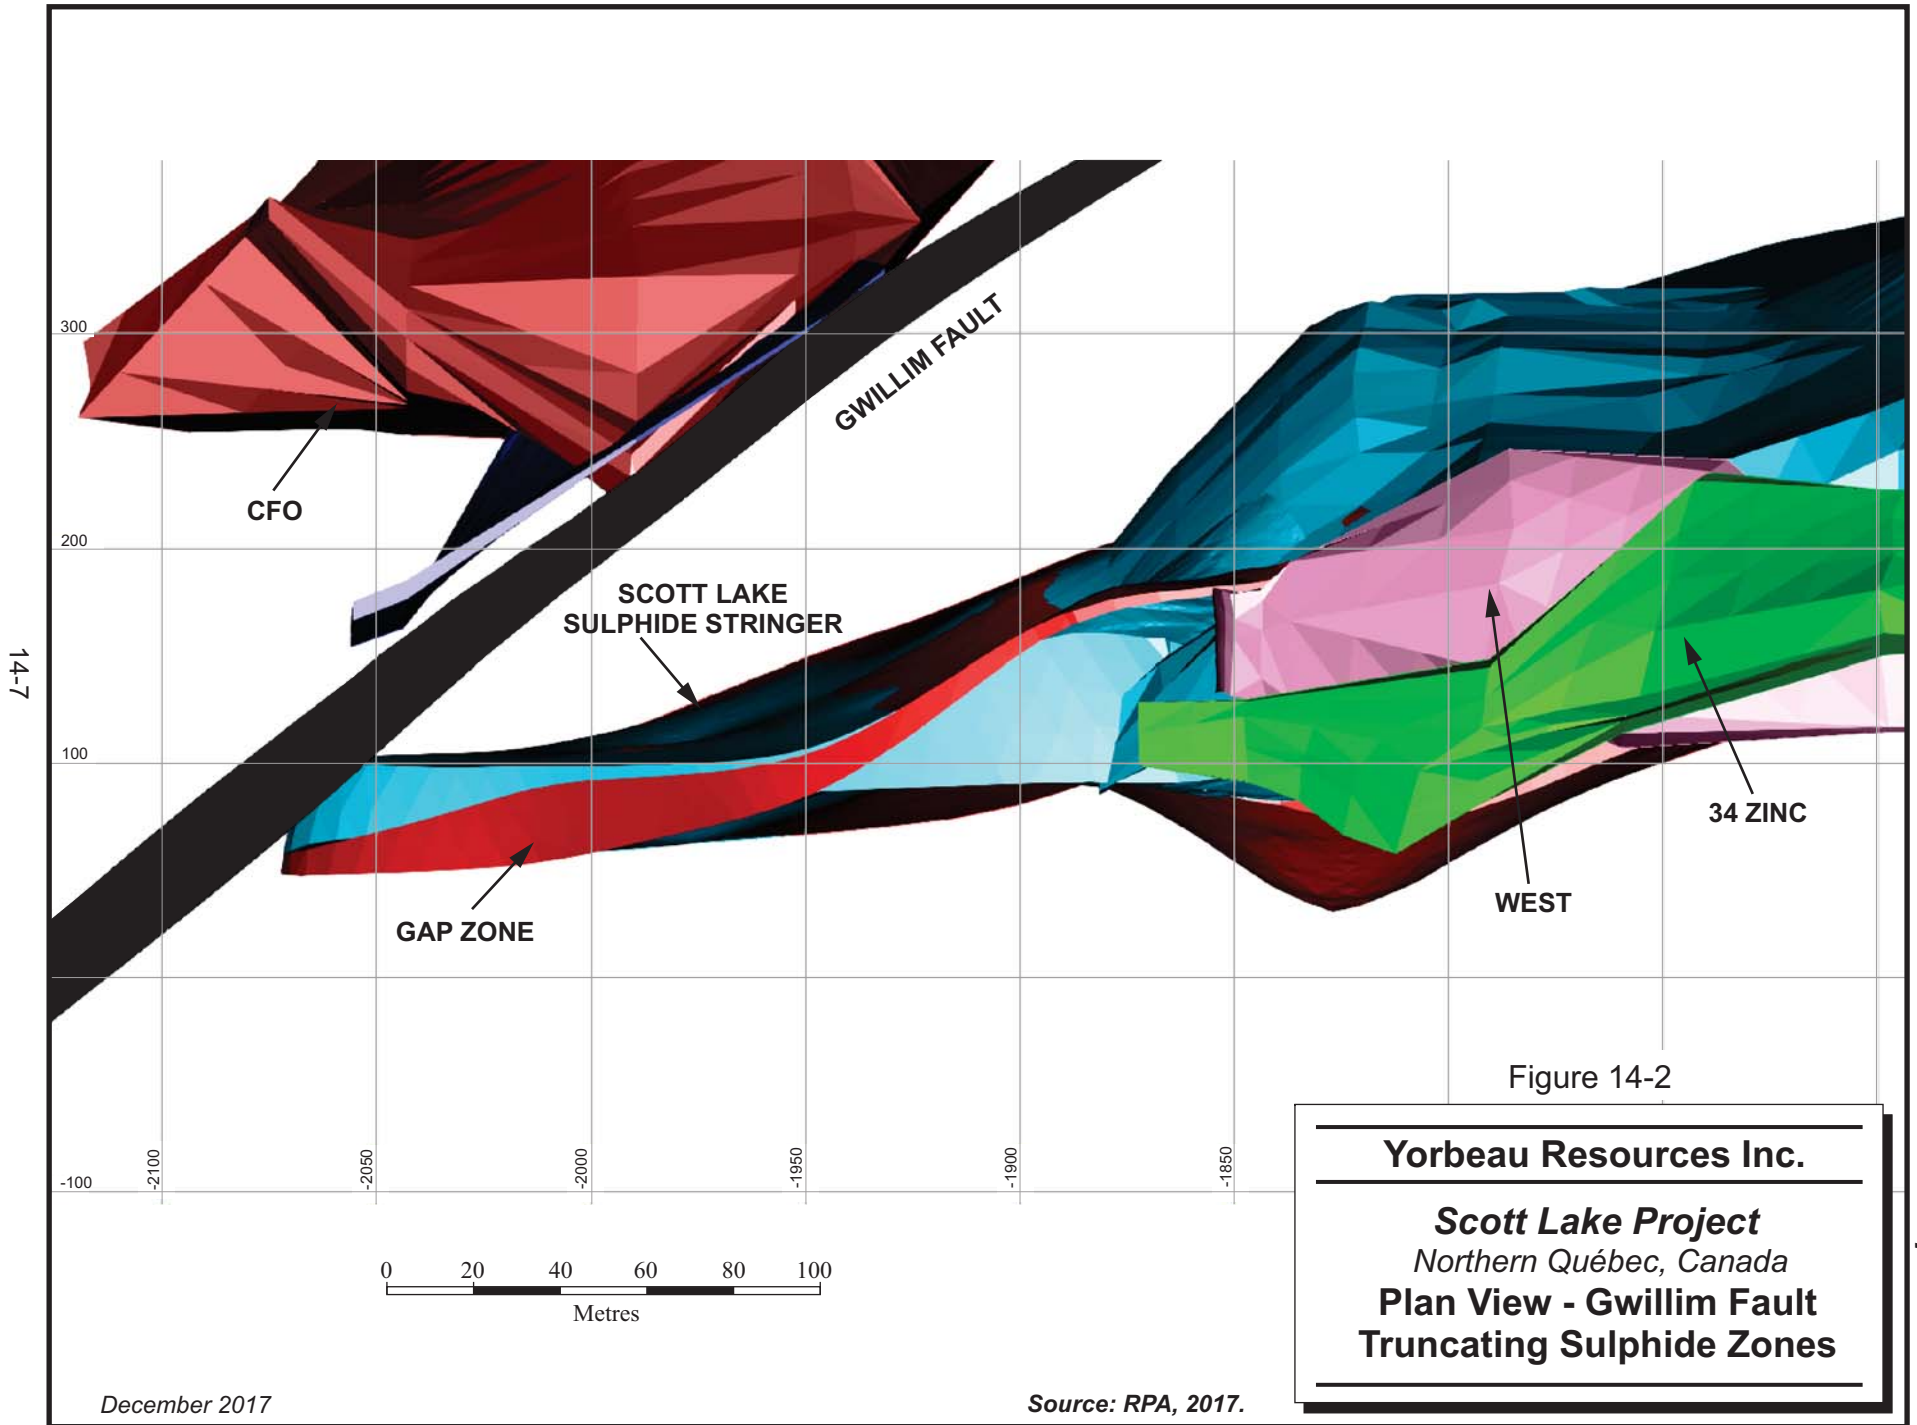 300
200
100
-100
-2100
-2050
-2000
-1950
-1900
-1850
CFO
GWILLIM FAULT
SCOTT LAKE
SULPHIDE STRINGER
GAP ZONE
WEST
34 ZINC
14-7
0 20 40 60 80 100
Metres
Figure 14-2
Yorbeau Resources Inc.
Scott Lake Project
Northern Québec, Canada
Plan View - Gwillim Fault
Truncating Sulphide Zones
December 2017
Source: RPA, 2017.